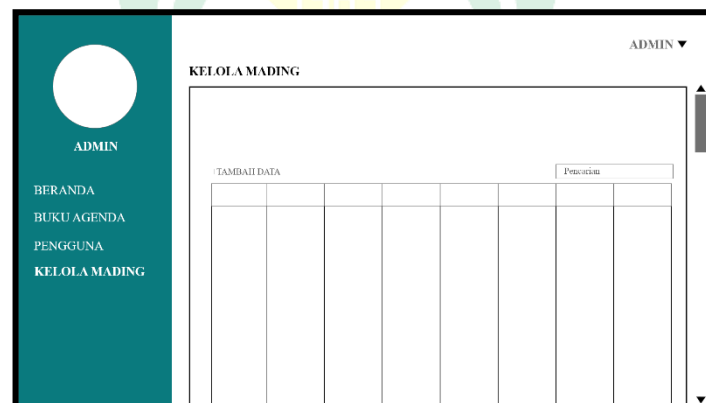 ADMIN ▼
KELOLA MADING
ADMIN
BERANDA
BUKU AGENDA
PENGGUNA
KELOLA MADING
TAMBAH DATA
Pencarian